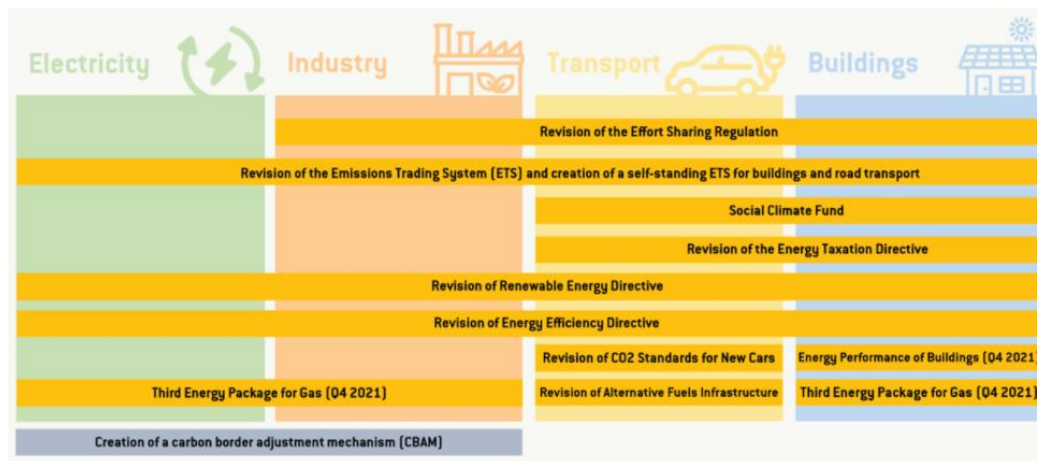 Electricity
Industry
Transport
Buildings
Revision of the Effort Sharing Regulation
Revision of the Emissions Trading System (ETS) and creation of a self-standing ETS for buildings and road transport
Social Climate Fund
Revision of the Energy Taxation Directive
Revision of Renewable Energy Directive
Revision of Energy Efficiency Directive
Revision of CO2 Standards for New Cars
Energy Performance of Buildings (Q4 2021)
Third Energy Package for Gas (Q4 2021)
Revision of Alternative Fuels Infrastructure
Third Energy Package for Gas (Q4 2021)
Creation of a carbon border adjustment mechanism (CBAM)